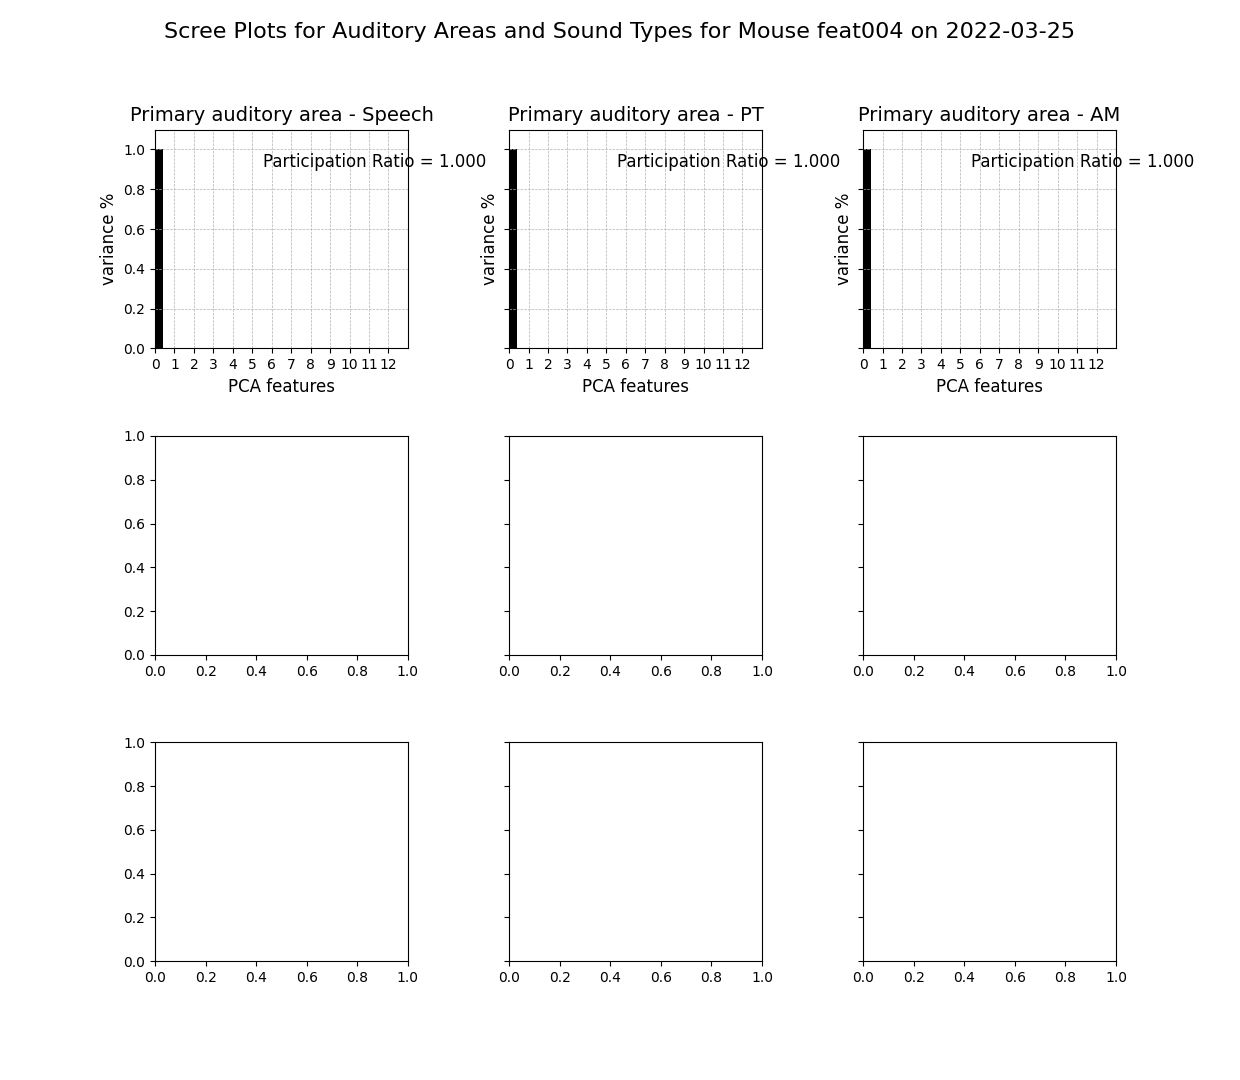 Scree Plots for Auditory Areas and Sound Types for Mouse feat004 on 2022-03-25
Primary auditory area - Speech
Primary auditory area - PT
Primary auditory area - AM
1.0
0.8
0.6
0.4
0.2
0.0
variance %
Participation Ratio = 1.000
0 1 2 3 4 5 6 7 8 9 10 11 12
PCA features
variance %
Participation Ratio = 1.000
0 1 2 3 4 5 6 7 8 9 10 11 12
PCA features
variance %
Participation Ratio = 1.000
0 1 2 3 4 5 6 7 8 9 10 11 12
PCA features
1.0
0.8
0.6
0.4
0.2
0.0
0.0 0.2 0.4 0.6 0.8 1.0
0.0 0.2 0.4 0.6 0.8 1.0
0.0 0.2 0.4 0.6 0.8 1.0
1.0
0.8
0.6
0.4
0.2
0.0
0.0 0.2 0.4 0.6 0.8 1.0
0.0 0.2 0.4 0.6 0.8 1.0
0.0 0.2 0.4 0.6 0.8 1.0